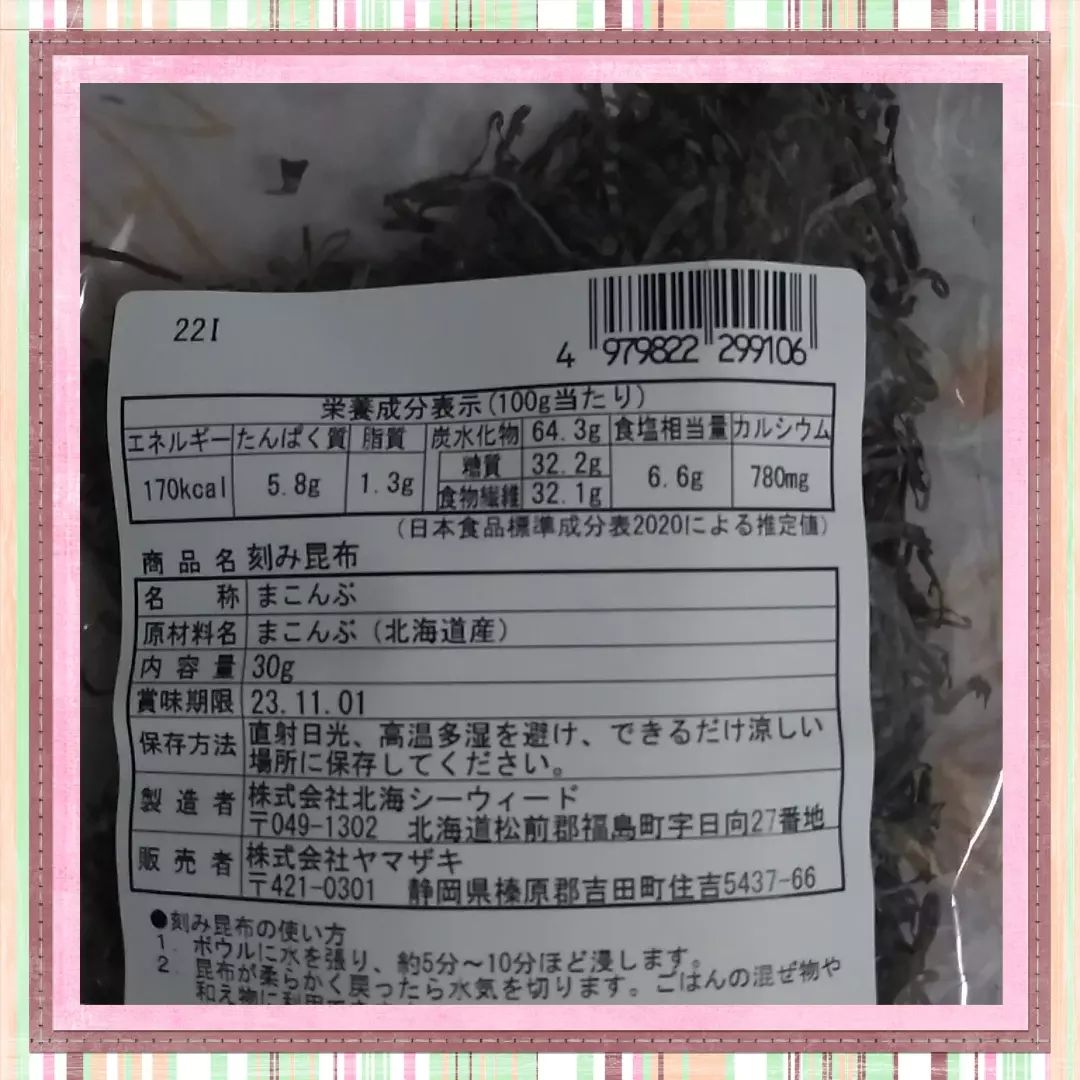 22I
4 979822 299106
栄養成分表示(100g当たり)
エネルギー たんぱく質 脂質 炭水化物 64.3g 食塩相当量 カルシウム
糖質 32.2g
170kcal 5.8g 1.3g 食物繊維 32.1g 6.6g 780mg
(日本食品標準成分表2020による推定値)
商品名 刻み昆布
名称 まこんぶ
原材料名 まこんぶ(北海道産)
内容量 30g
賞味期限 23.11.01
保存方法 直射日光、高温多湿を避け、できるだけ涼しい
場所に保存してください。
製造者 株式会社北海シーウィード
〒049-1302 北海道松前郡福島町字日向27番地
販売者 株式会社ヤマザキ
〒421-0301 静岡県榛原郡吉田町住吉5437-66
●刻み昆布の使い方
1. ボウルに水を張り、約5分～10分ほど浸します。
2 昆布が柔らかく戻ったら水気を切ります。ごはんの混ぜ物や
和え物に利用